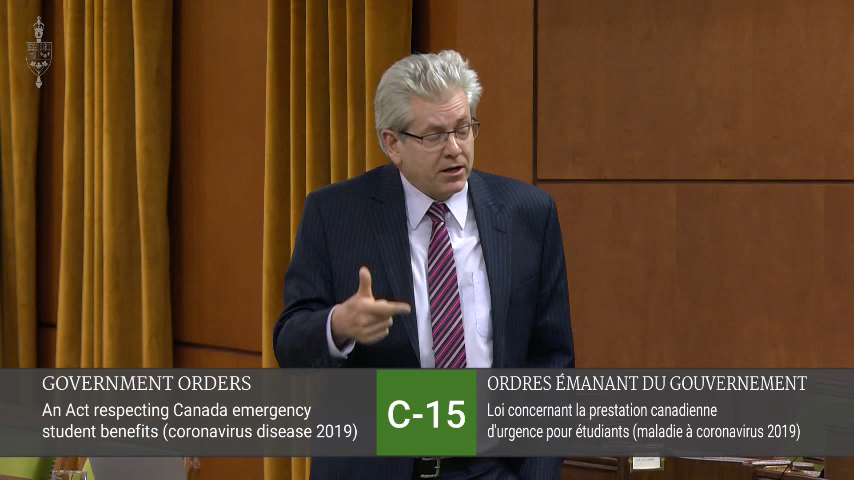 GOVERNMENT ORDERS
An Act respecting Canada emergency
student benefits (coronavirus disease 2019)
C-15
ORDRES ÉMANANT DU GOUVERNEMENT
Loi concernant la prestation canadienne
d'urgence pour étudiants (maladie à coronavirus 2019)